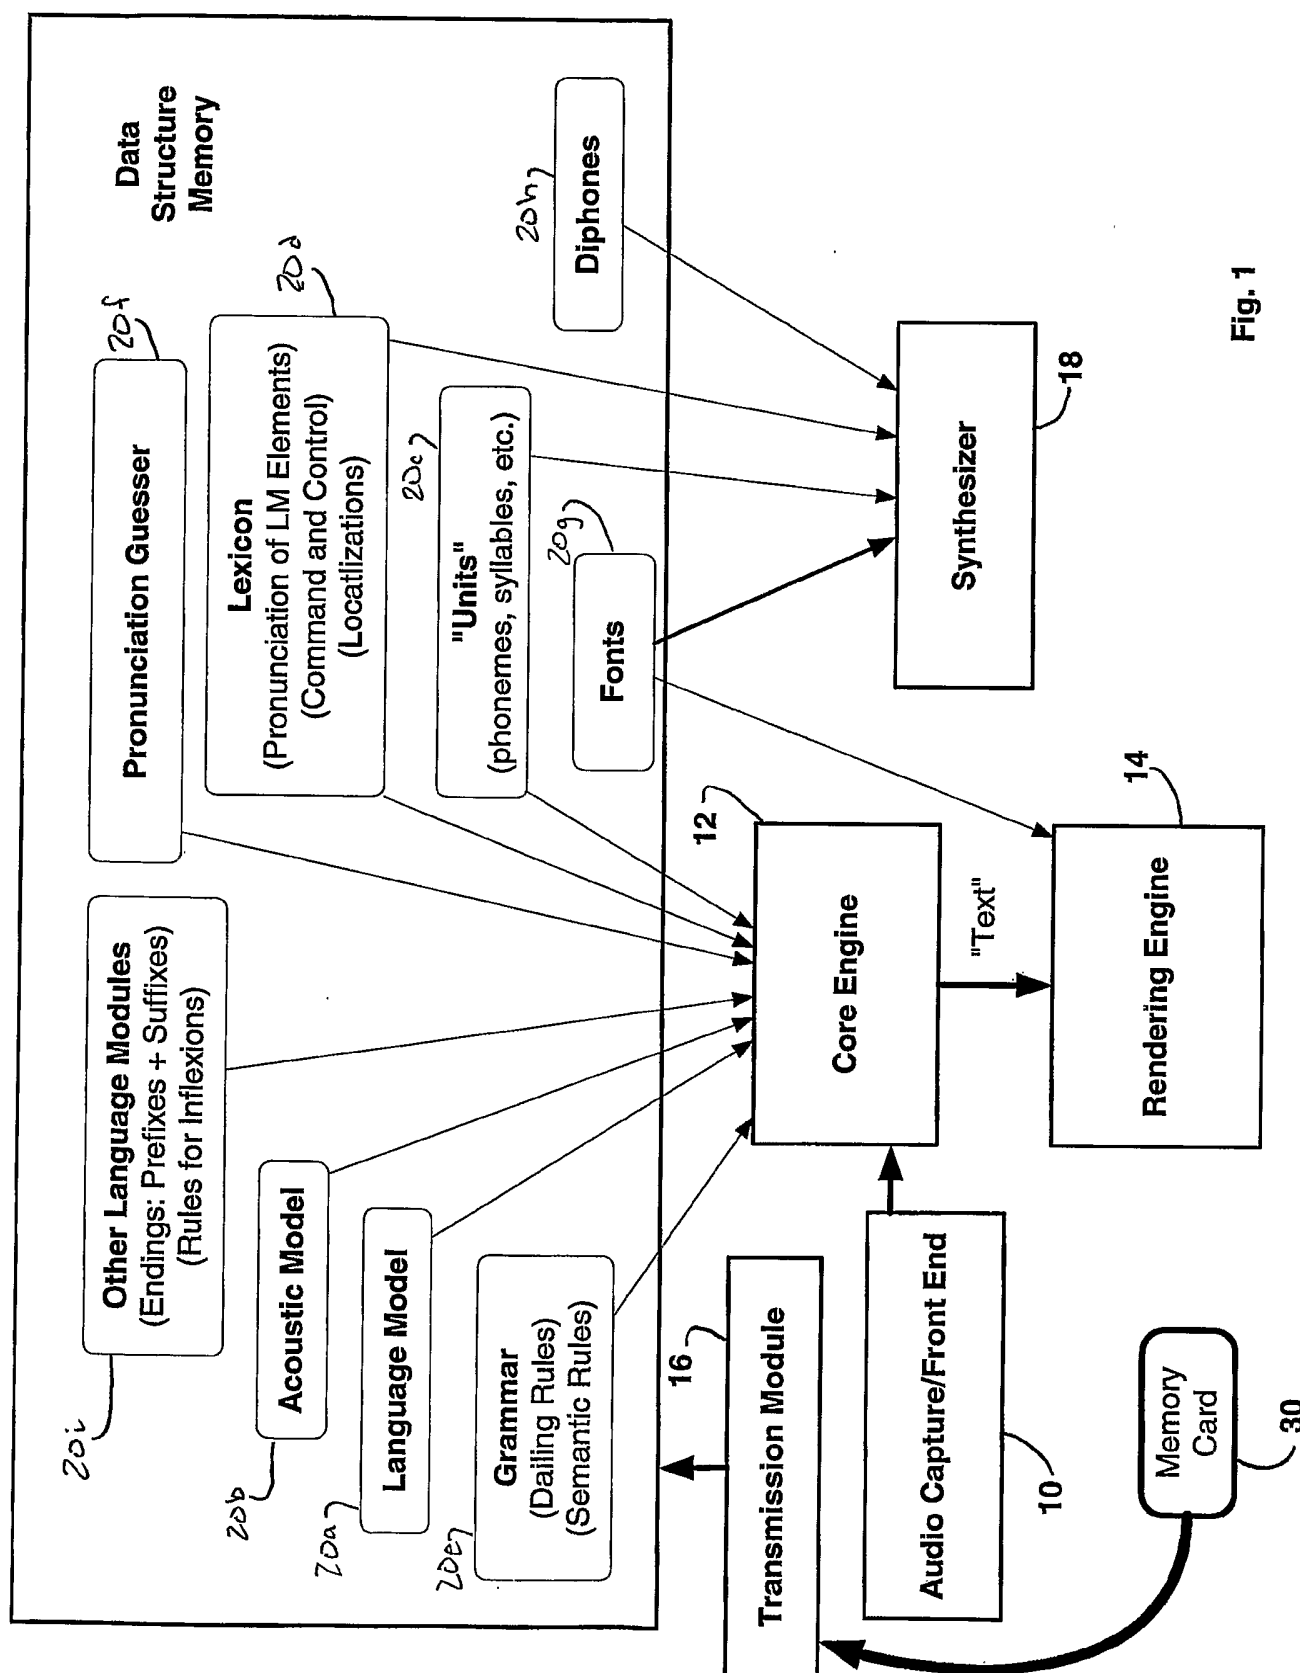 Data
Structure
Memory
20i
Other Language Modules
(Endings: Prefixes + Suffixes)
(Rules for Inflexions)
20f
Pronunciation Guesser
20b
Acoustic Model
20d
Lexicon
(Pronunciation of LM Elements)
(Command and Control)
(Locatlizations)
20a
Language Model
20c
"Units"
(phonemes, syllables, etc.)
20e
Grammar
(Dailing Rules)
(Semantic Rules)
20g
Fonts
20h
Diphones
16
Transmission Module
12
Core Engine
Audio Capture/Front End
10
"Text"
Synthesizer
18
14
Rendering Engine
Memory
Card
30
Fig. 1